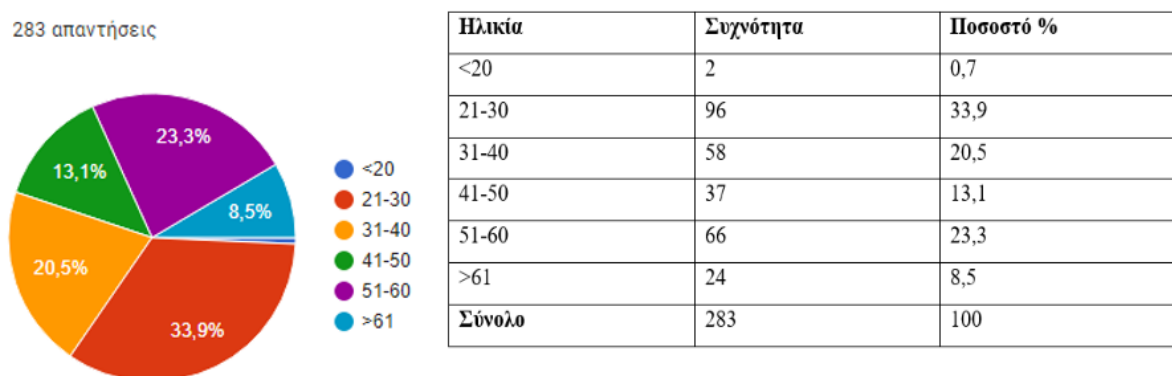 283 απαντήσεις
23,3%
13,1%
8,5%
20,5%
33,9%
<20
21-30
31-40
41-50
51-60
>61
Ηλικία Συχνότητα Ποσοστό %
<20 2 0,7
21-30 96 33,9
31-40 58 20,5
41-50 37 13,1
51-60 66 23,3
>61 24 8,5
Σύνολο 283 100